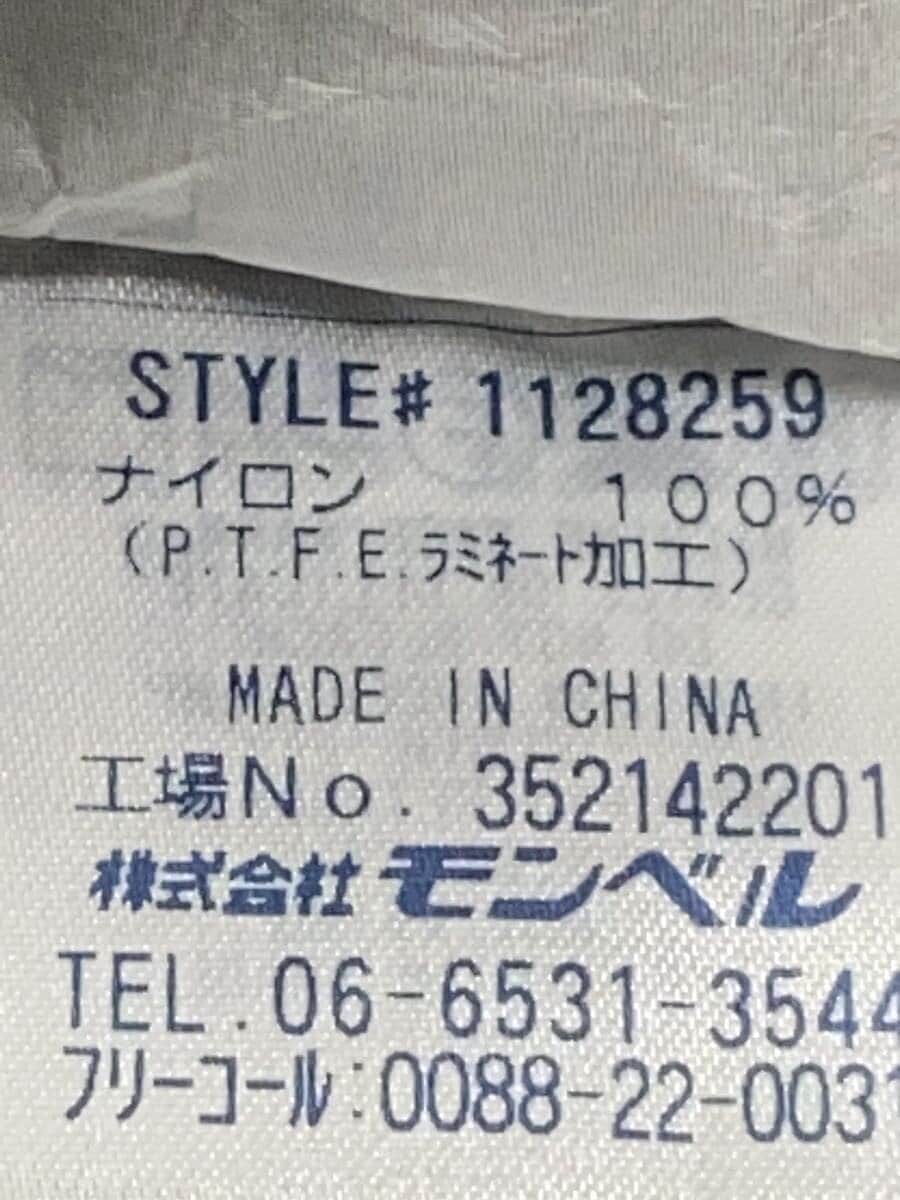 STYLE# 1128259
ナイロン 100%
(P.T.F.E.ラミネート加工)
MADE IN CHINA
工場No. 352142201
株式会社モンベル
TEL.06-6531-3544
フリーコール:0088-22-0031